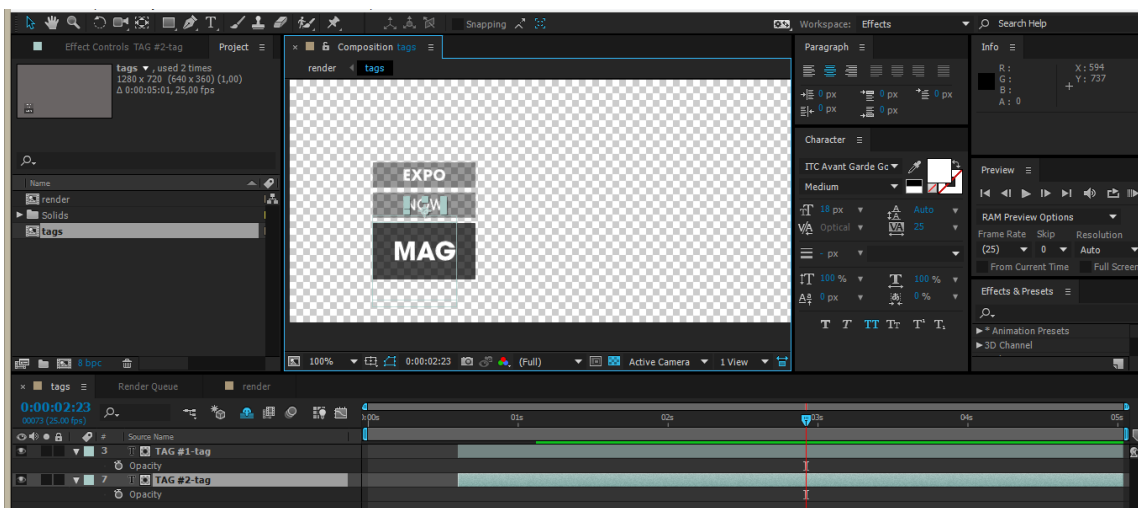 Snapping
Workspace: Effects
Search Help
Effect Controls TAG #2-tag
Project
Composition tags
Paragraph
Info
render
tags
tags ▼ , used 2 times
1280 x 720 (640 x 360) (1,00)
Δ 0:00:05:01, 25,00 fps
R :
G :
B :
A : 0
X : 594
Y : 737
0 px
0 px
0 px
0 px
0 px
Character
ITC Avant Garde Gc
Medium
Preview
EXPO
NOW
MAG
Name
render
Solids
tags
18 px
Auto
Optical
25
- px
100 %
100 %
0 px
0 %
T T TT Tt T¹ T₁
RAM Preview Options
Frame Rate Skip Resolution
(25) 0 Auto
From Current Time Full Screen
Effects & Presets
* Animation Presets
3D Channel
8 bpc
100%
0:00:02:23
(Full)
Active Camera
1 View
tags
Render Queue
render
0:00:02:23
00073 (25.00 fps)
01s
02s
03s
04s
05s
# Source Name
3 T TAG #1-tag
Opacity
7 T TAG #2-tag
Opacity